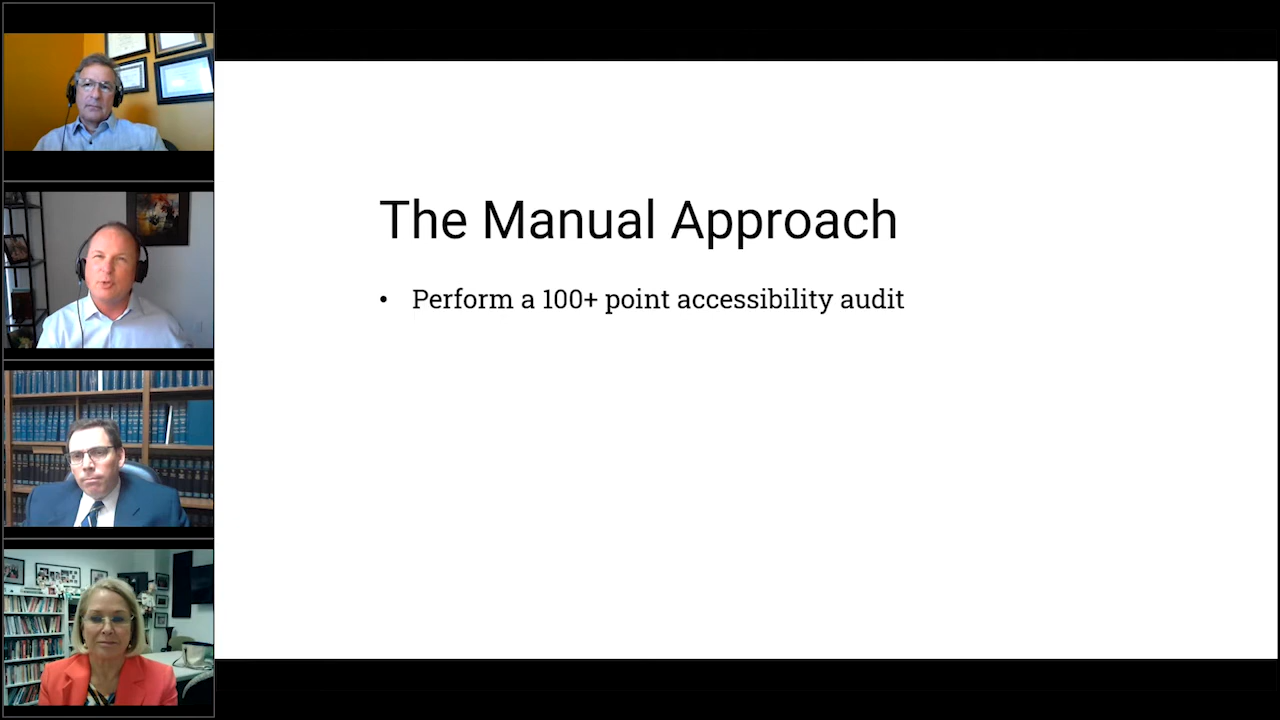 The Manual Approach
• Perform a 100+ point accessibility audit